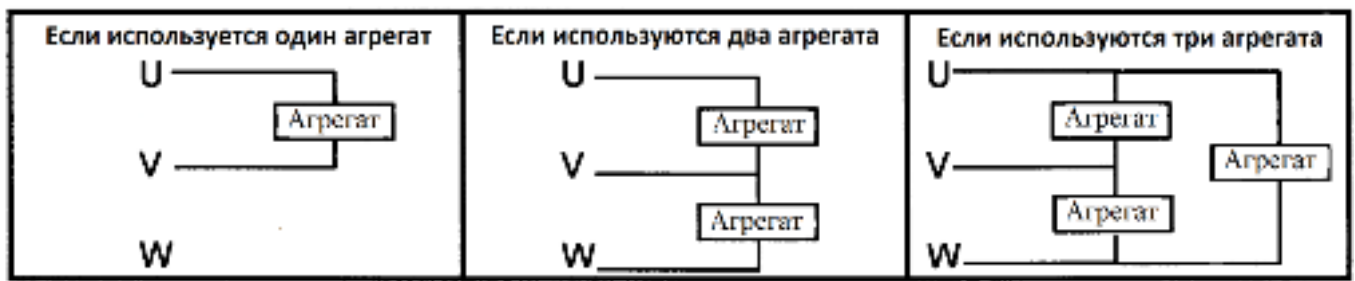 Если используется один агрегат
U
Агрегат
V
W
Если используются два агрегата
U
Агрегат
V
Агрегат
W
Если используются три агрегата
U
Агрегат
V
Агрегат
Агрегат
W